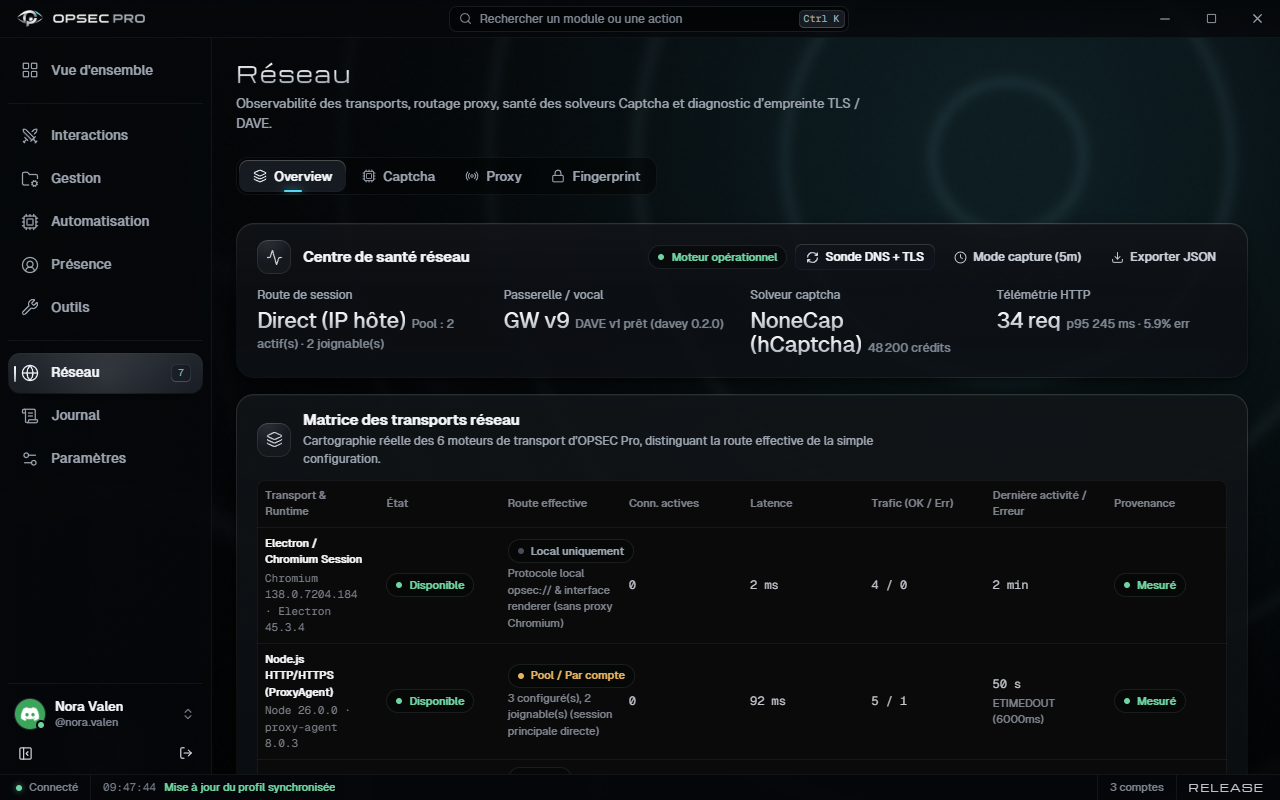 OPSEC PRO
Rechercher un module ou une action
Ctrl K
Vue d'ensemble
Interactions
Gestion
Automatisation
Présence
Outils
Réseau
7
Journal
Paramètres
Nora Valen
@nora.valen
Réseau
Observabilité des transports, routage proxy, santé des solveurs Captcha et diagnostic d'empreinte TLS /
DAVE.
Overview
Captcha
Proxy
Fingerprint
Centre de santé réseau
Moteur opérationnel
Sonde DNS + TLS
Mode capture (5m)
Exporter JSON
Route de session
Direct (IP hôte) Pool : 2
actif(s) · 2 joignable(s)
Passerelle / vocal
GW v9 DAVE v1 prêt (davey 0.2.0)
Solveur captcha
NoneCap
(hCaptcha) 48 200 crédits
Télémétrie HTTP
34 req p95 245 ms · 5.9% err
Matrice des transports réseau
Cartographie réelle des 6 moteurs de transport d'OPSEC Pro, distinguant la route effective de la simple
configuration.
Transport &
Runtime
État
Route effective
Conn. actives
Latence
Trafic (OK / Err)
Dernière activité /
Erreur
Provenance
Electron /
Chromium Session
Chromium
138.0.7204.184
· Electron
45.3.4
Disponible
Local uniquement
Protocole local
opsec:// & interface
renderer (sans proxy
Chromium)
0
2 ms
4 / 0
2 min
Mesuré
Node.js
HTTP/HTTPS
(ProxyAgent)
Node 26.0.0 ·
proxy-agent
8.0.3
Disponible
Pool / Par compte
3 configuré(s), 2
joignable(s) (session
principale directe)
0
92 ms
5 / 1
50 s
ETIMEDOUT
(6000ms)
Mesuré
Connecté
09:47:44 Mise à jour du profil synchronisée
3 comptes
RELEASE